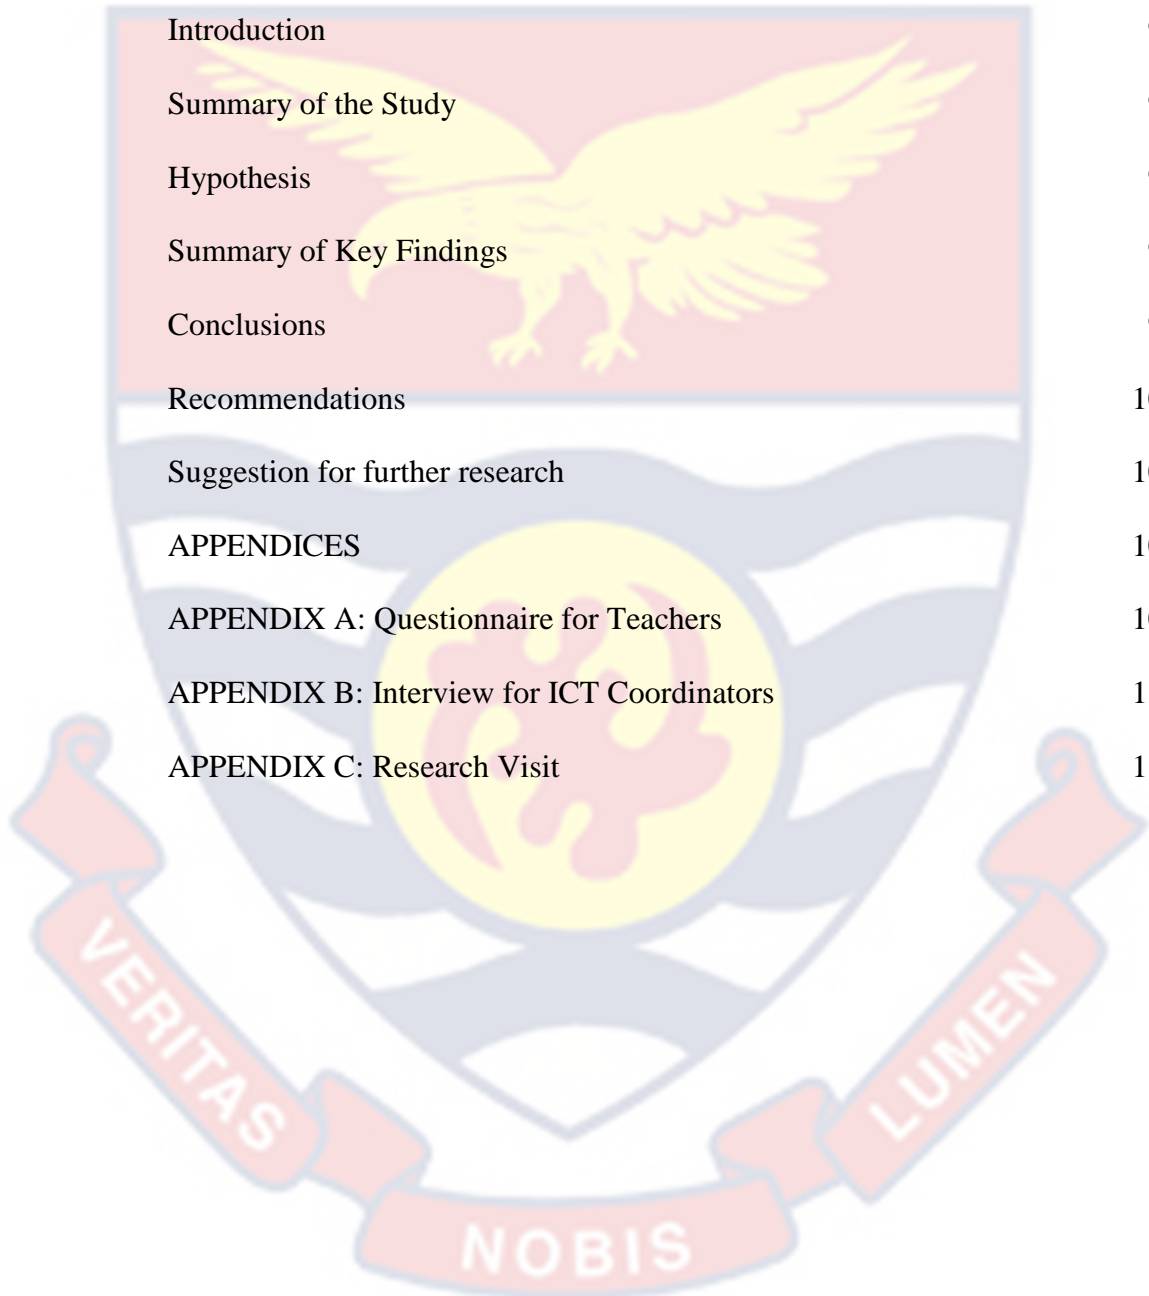 Introduction
Summary of the Study
Hypothesis
Summary of Key Findings
Conclusions
Recommendations
Suggestion for further research
APPENDICES
APPENDIX A: Questionnaire for Teachers
APPENDIX B: Interview for ICT Coordinators
APPENDIX C: Research Visit
VERITAS
NOBIS
LUMEN